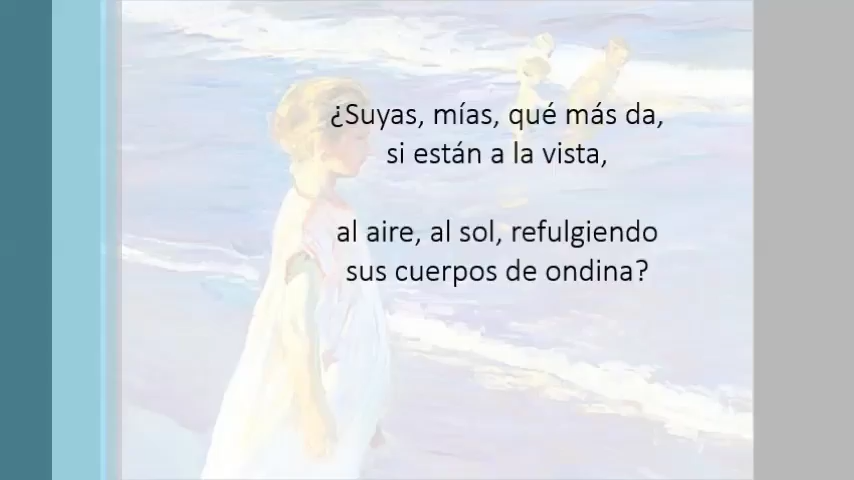 ¿Suyas, mías, qué más da,
si están a la vista,
al aire, al sol, refulgiendo
sus cuerpos de ondina?